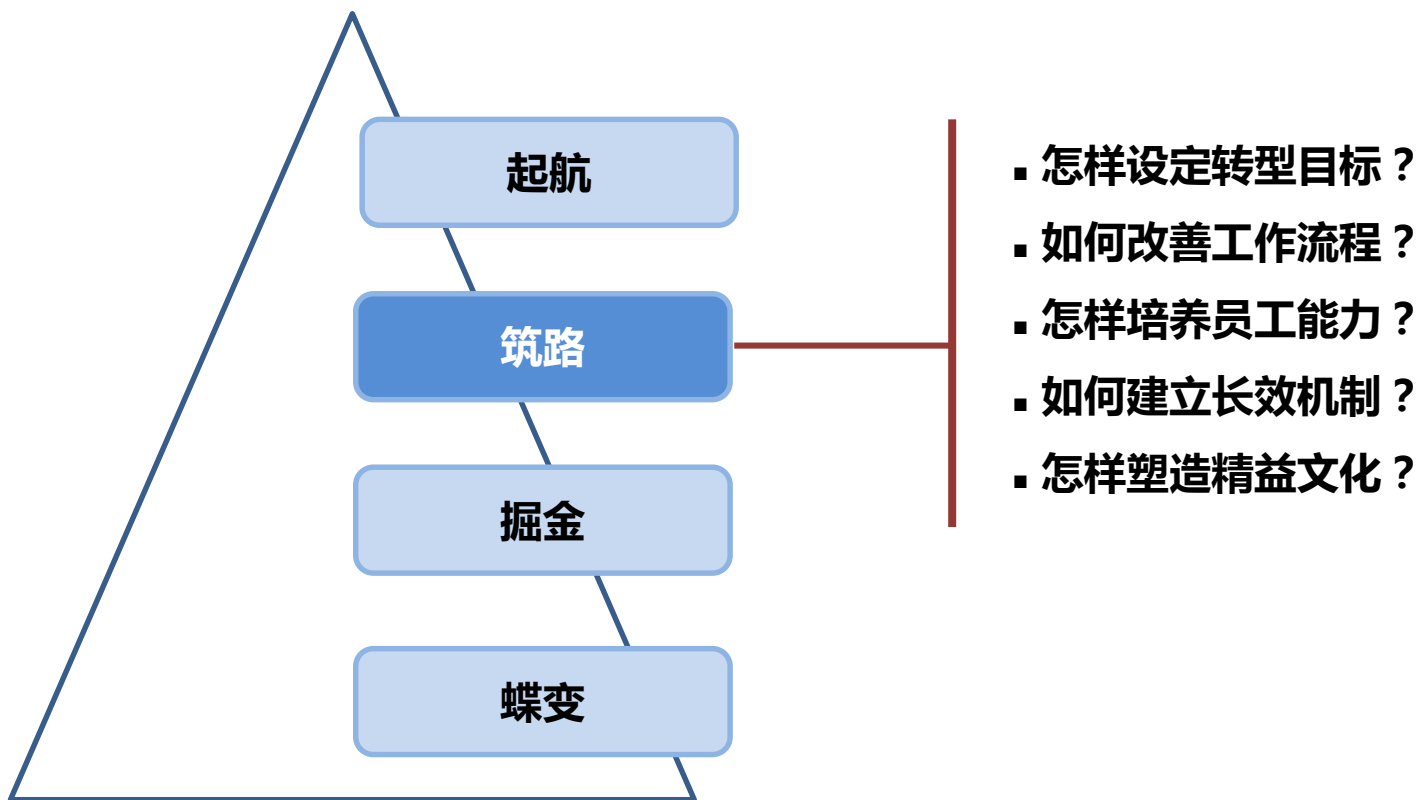 起航
筑路
掘金
蝶变
▪ 怎样设定转型目标？
▪ 如何改善工作流程？
▪ 怎样培养员工能力？
▪ 如何建立长效机制？
▪ 怎样塑造精益文化？